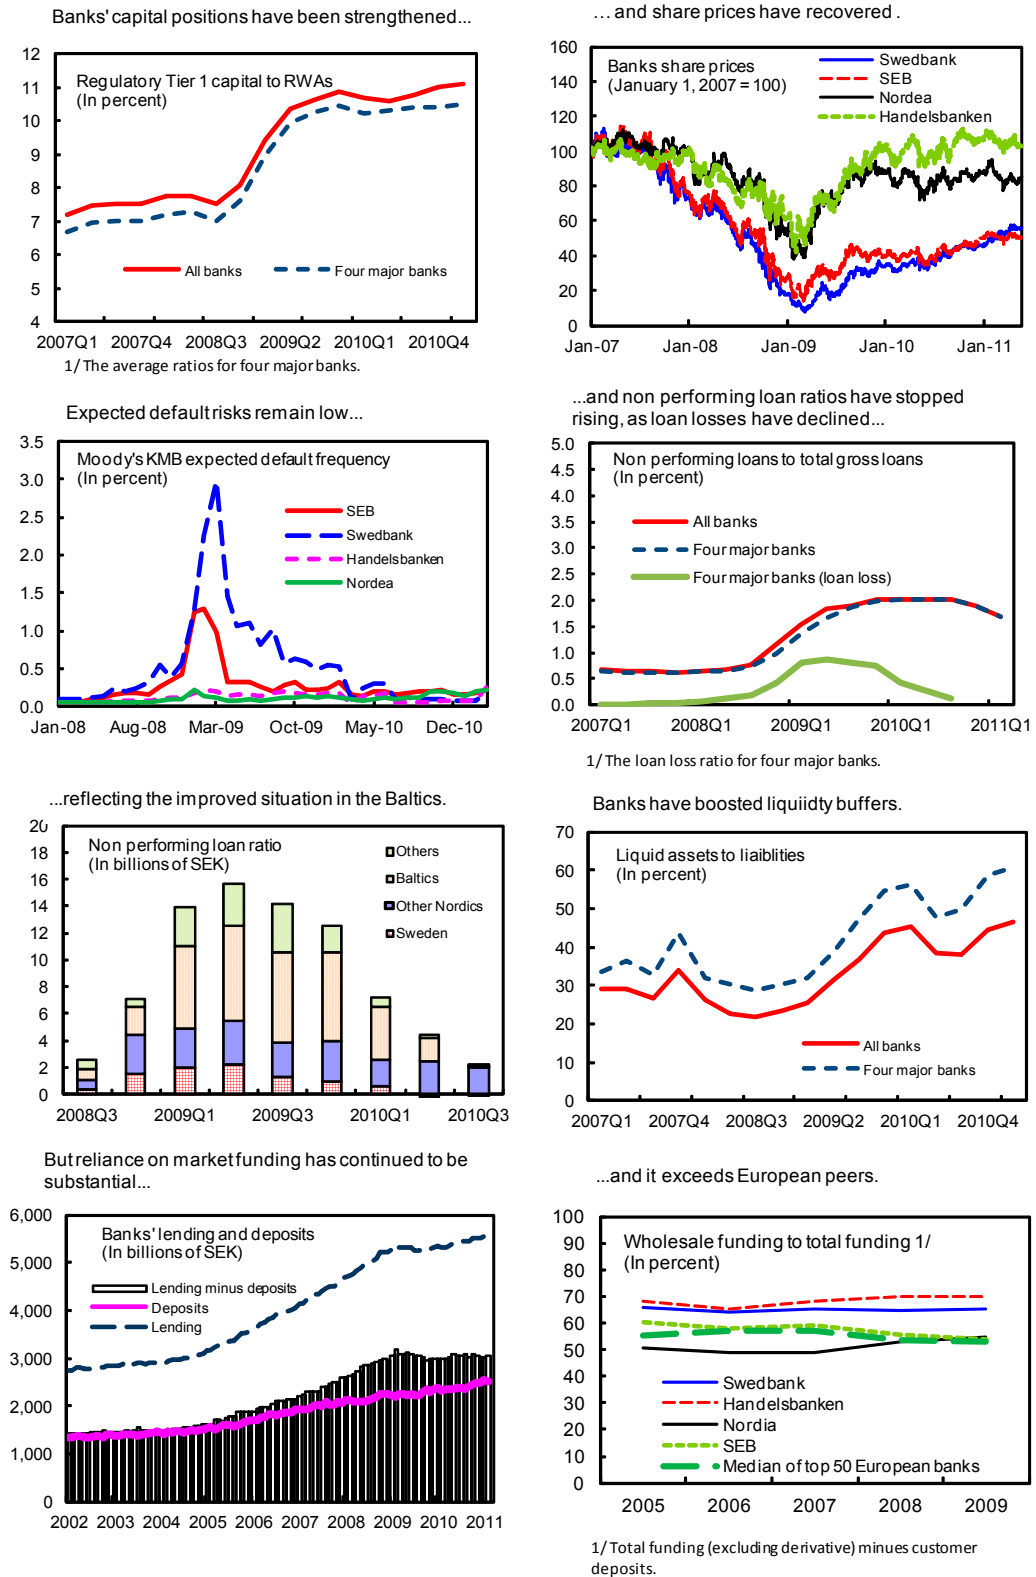 Banks' capital positions have been strengthened...
12
11
10
9
8
7
6
5
4
Regulatory Tier 1 capital to RWAs
(In percent)
All banks
Four major banks
2007Q1 2007Q4 2008Q3 2009Q2 2010Q1 2010Q4
1/ The average ratios for four major banks.
... and share prices have recovered .
160
140
120
100
80
60
40
20
0
Banks share prices
(January 1, 2007 = 100)
Swedbank
SEB
Nordea
Handelsbanken
Jan-07 Jan-08 Jan-09 Jan-10 Jan-11
Expected default risks remain low...
3.5
3.0
2.5
2.0
1.5
1.0
0.5
0.0
Moody's KMB expected default frequency
(In percent)
SEB
Swedbank
Handelsbanken
Nordea
Jan-08 Aug-08 Mar-09 Oct-09 May-10 Dec-10
...and non performing loan ratios have stopped
rising, as loan losses have declined...
5.0
4.5
4.0
3.5
3.0
2.5
2.0
1.5
1.0
0.5
0.0
Non performing loans to total gross loans
(In percent)
All banks
Four major banks
Four major banks (loan loss)
2007Q1 2008Q1 2009Q1 2010Q1 2011Q1
1/ The loan loss ratio for four major banks.
...reflecting the improved situation in the Baltics.
20
18
16
14
12
10
8
6
4
2
0
Non performing loan ratio
(In billions of SEK)
Others
Baltics
Other Nordics
Sweden
2008Q3 2009Q1 2009Q3 2010Q1 2010Q3
Banks have boosted liquiidty buffers.
70
60
50
40
30
20
10
0
Liquid assets to liaiblities
(In percent)
All banks
Four major banks
2007Q1 2007Q4 2008Q3 2009Q2 2010Q1 2010Q4
But reliance on market funding has continued to be
substantial...
6,000
5,000
4,000
3,000
2,000
1,000
0
Banks' lending and deposits
(In billions of SEK)
Lending minus deposits
Deposits
Lending
2002 2003 2004 2005 2006 2007 2008 2009 2010 2011
...and it exceeds European peers.
100
90
80
70
60
50
40
30
20
10
0
Wholesale funding to total funding 1/
(In percent)
Swedbank
Handelsbanken
Nordia
SEB
Median of top 50 European banks
2005 2006 2007 2008 2009
1/ Total funding (excluding derivative) minues customer
deposits.